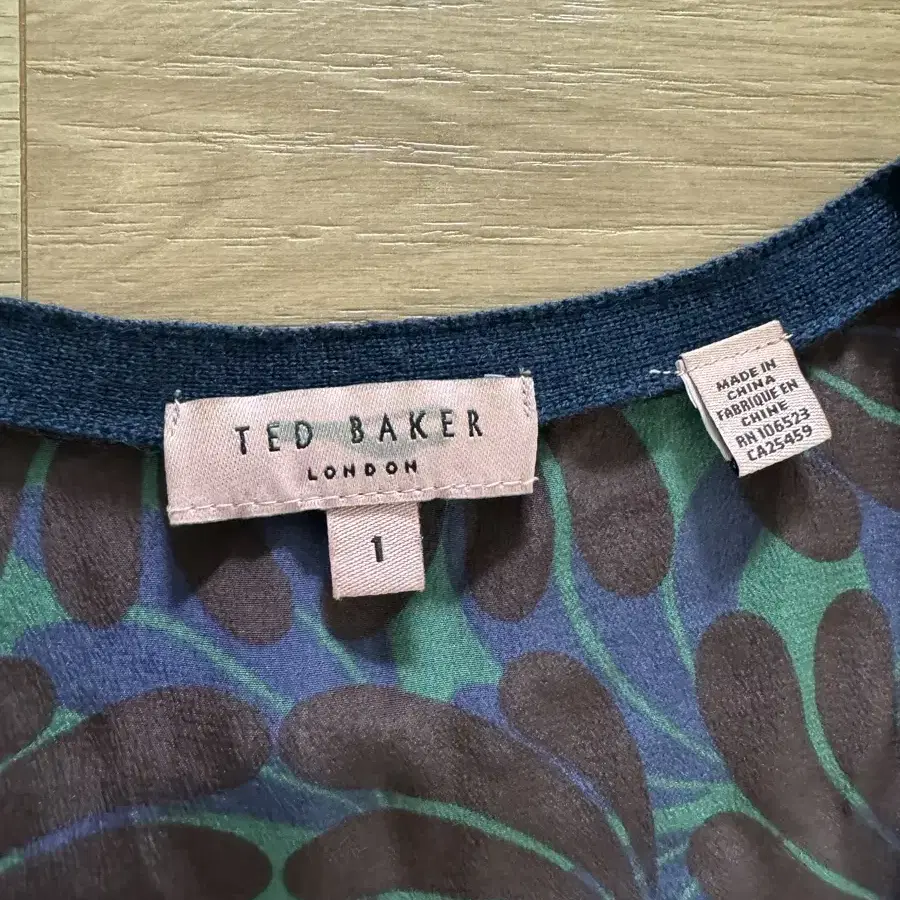 TED BAKER
LONDON
1
MADE IN
CHINA
FABRIQUE EN
CHINE
RN 106523
CA25459